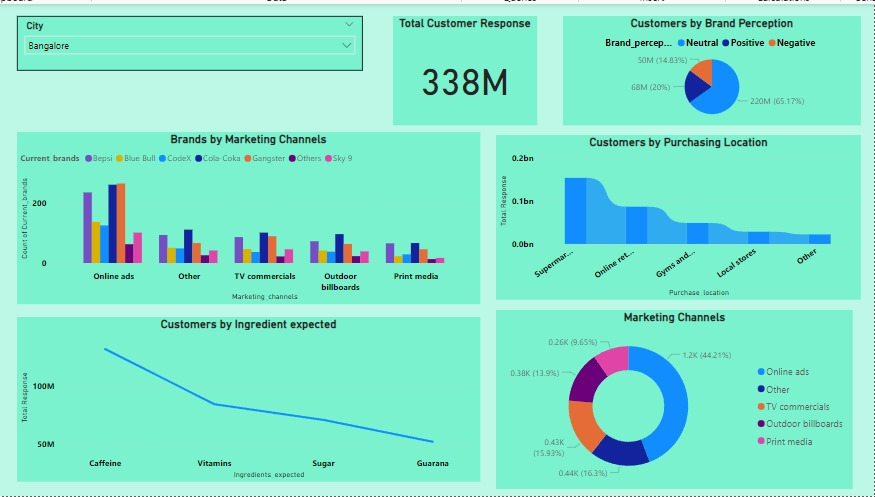 City
Bangalore
Total Customer Response
338M
Customers by Brand Perception
Brand_percep... Neutral Positive Negative
50M (14.83%)
68M (20%)
220M (65.17%)
Brands by Marketing Channels
Current_brands Bepsi Blue Bull CodeX Cola-Coka Gangster Others Sky 9
Count of Current_brands
200
0
Online ads
Other
TV commercials
Outdoor billboards
Print media
Marketing_channels
Customers by Purchasing Location
Total Response
0.2bn
0.1bn
0.0bn
Supermar...
Online ret...
Gyms and...
Local stores
Other
Purchase_location
Customers by Ingredient expected
Total Response
100M
50M
Caffeine
Vitamins
Sugar
Guarana
Ingredients_expected
Marketing Channels
0.26K (9.65%)
1.2K (44.21%)
0.38K (13.9%)
0.43K
(15.93%)
0.44K (16.3%)
Online ads
Other
TV commercials
Outdoor billboards
Print media